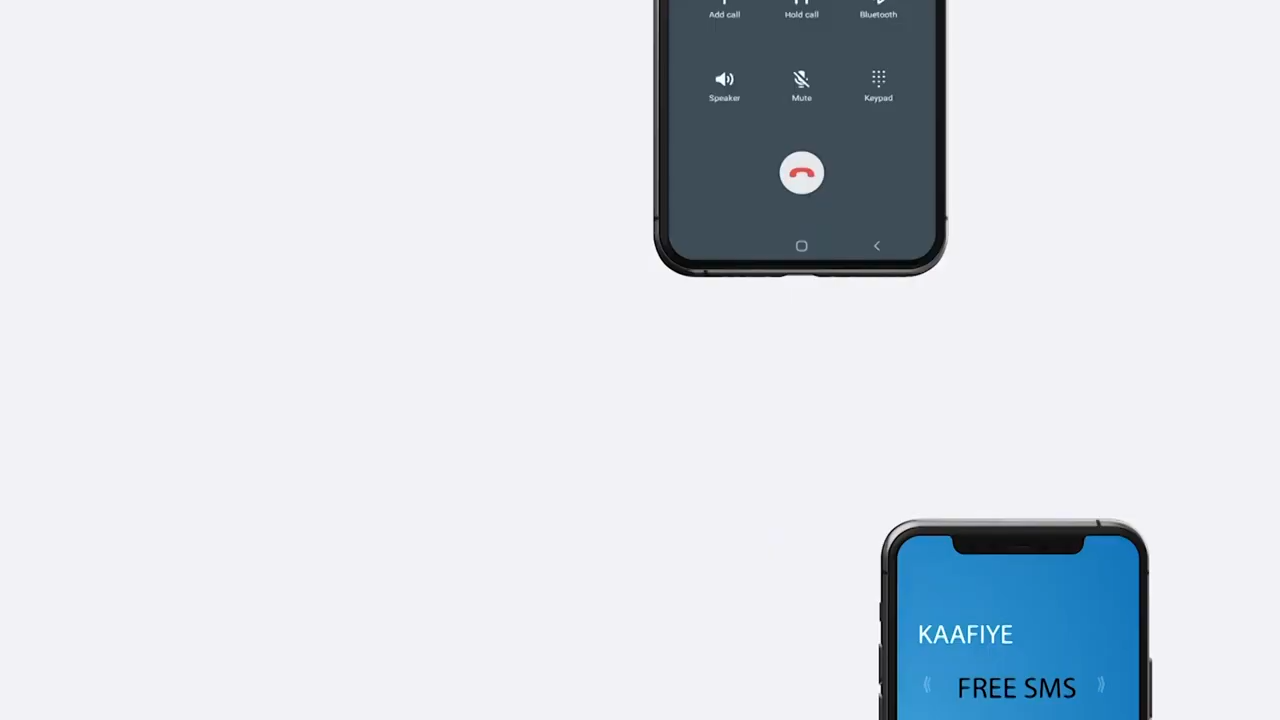 Add call Hold call Bluetooth
Speaker Mute Keypad
KAAFIYE
FREE SMS